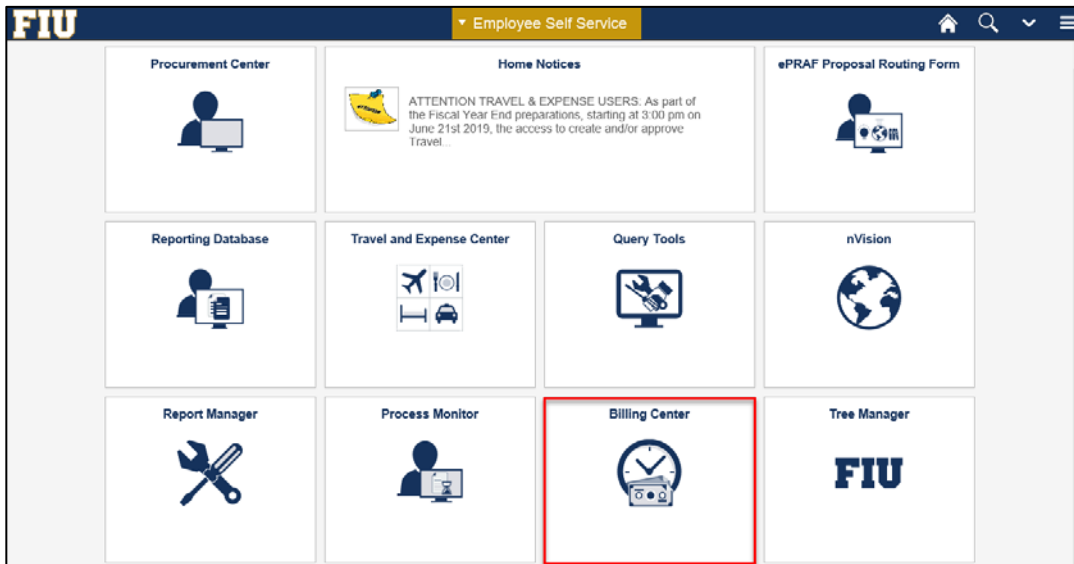 FIU
Employee Self Service
Procurement Center
Home Notices
ATTENTION TRAVEL & EXPENSE USERS: As part of
the Fiscal Year End preparations, starting at 3:00 pm on
June 21st 2019, the access to create and/or approve
Travel...
ePRAF Proposal Routing Form
Reporting Database
Travel and Expense Center
Query Tools
nVision
Report Manager
Process Monitor
Billing Center
Tree Manager
FIU